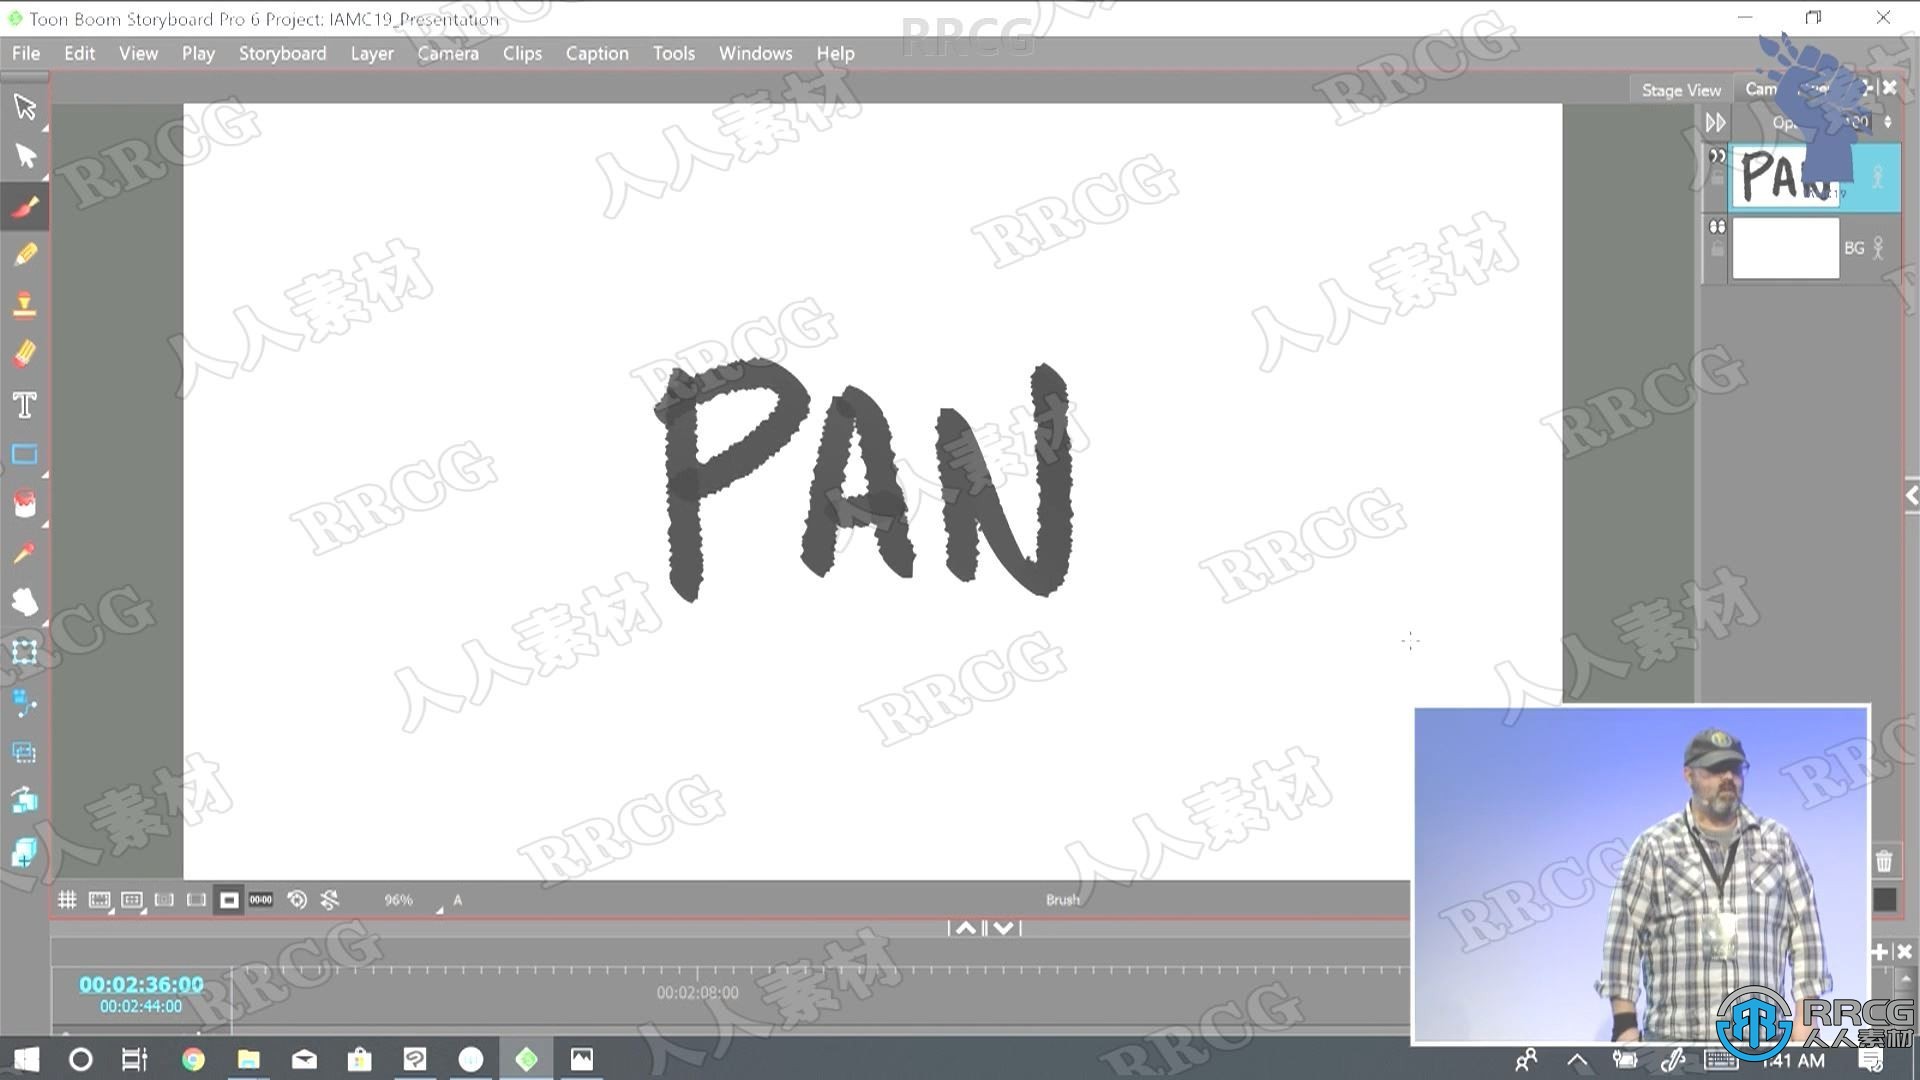 Toon Boom Storyboard Pro 6 Project: IAMC19_Presentation
File Edit View Play Storyboard Layer Camera Clips Caption Tools Windows Help
RRCG
Stage View
100
PAN
BG
PAN
96% A Brush
00:02:36:00
00:02:44:00
00:02:08:00
RRCG
人人素材
1:41 AM